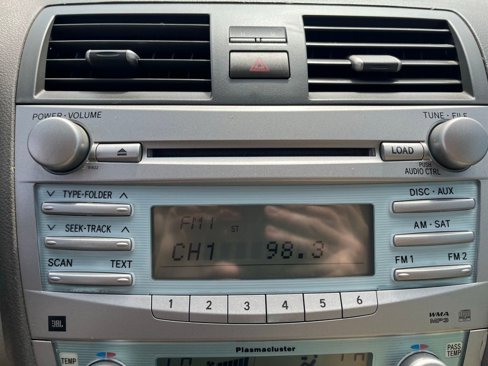 POWER·VOLUME
TUNE·FILE
LOAD
PUSH
AUDIO CTRL
TYPE·FOLDER
DISC·AUX
FM1
ST
SEEK·TRACK
AM·SAT
CH1 98.3
SCAN TEXT
FM1 FM2
1 2 3 4 5 6
JBL
WMA
MP3
Plasmacluster
TEMP
PASS
TEMP